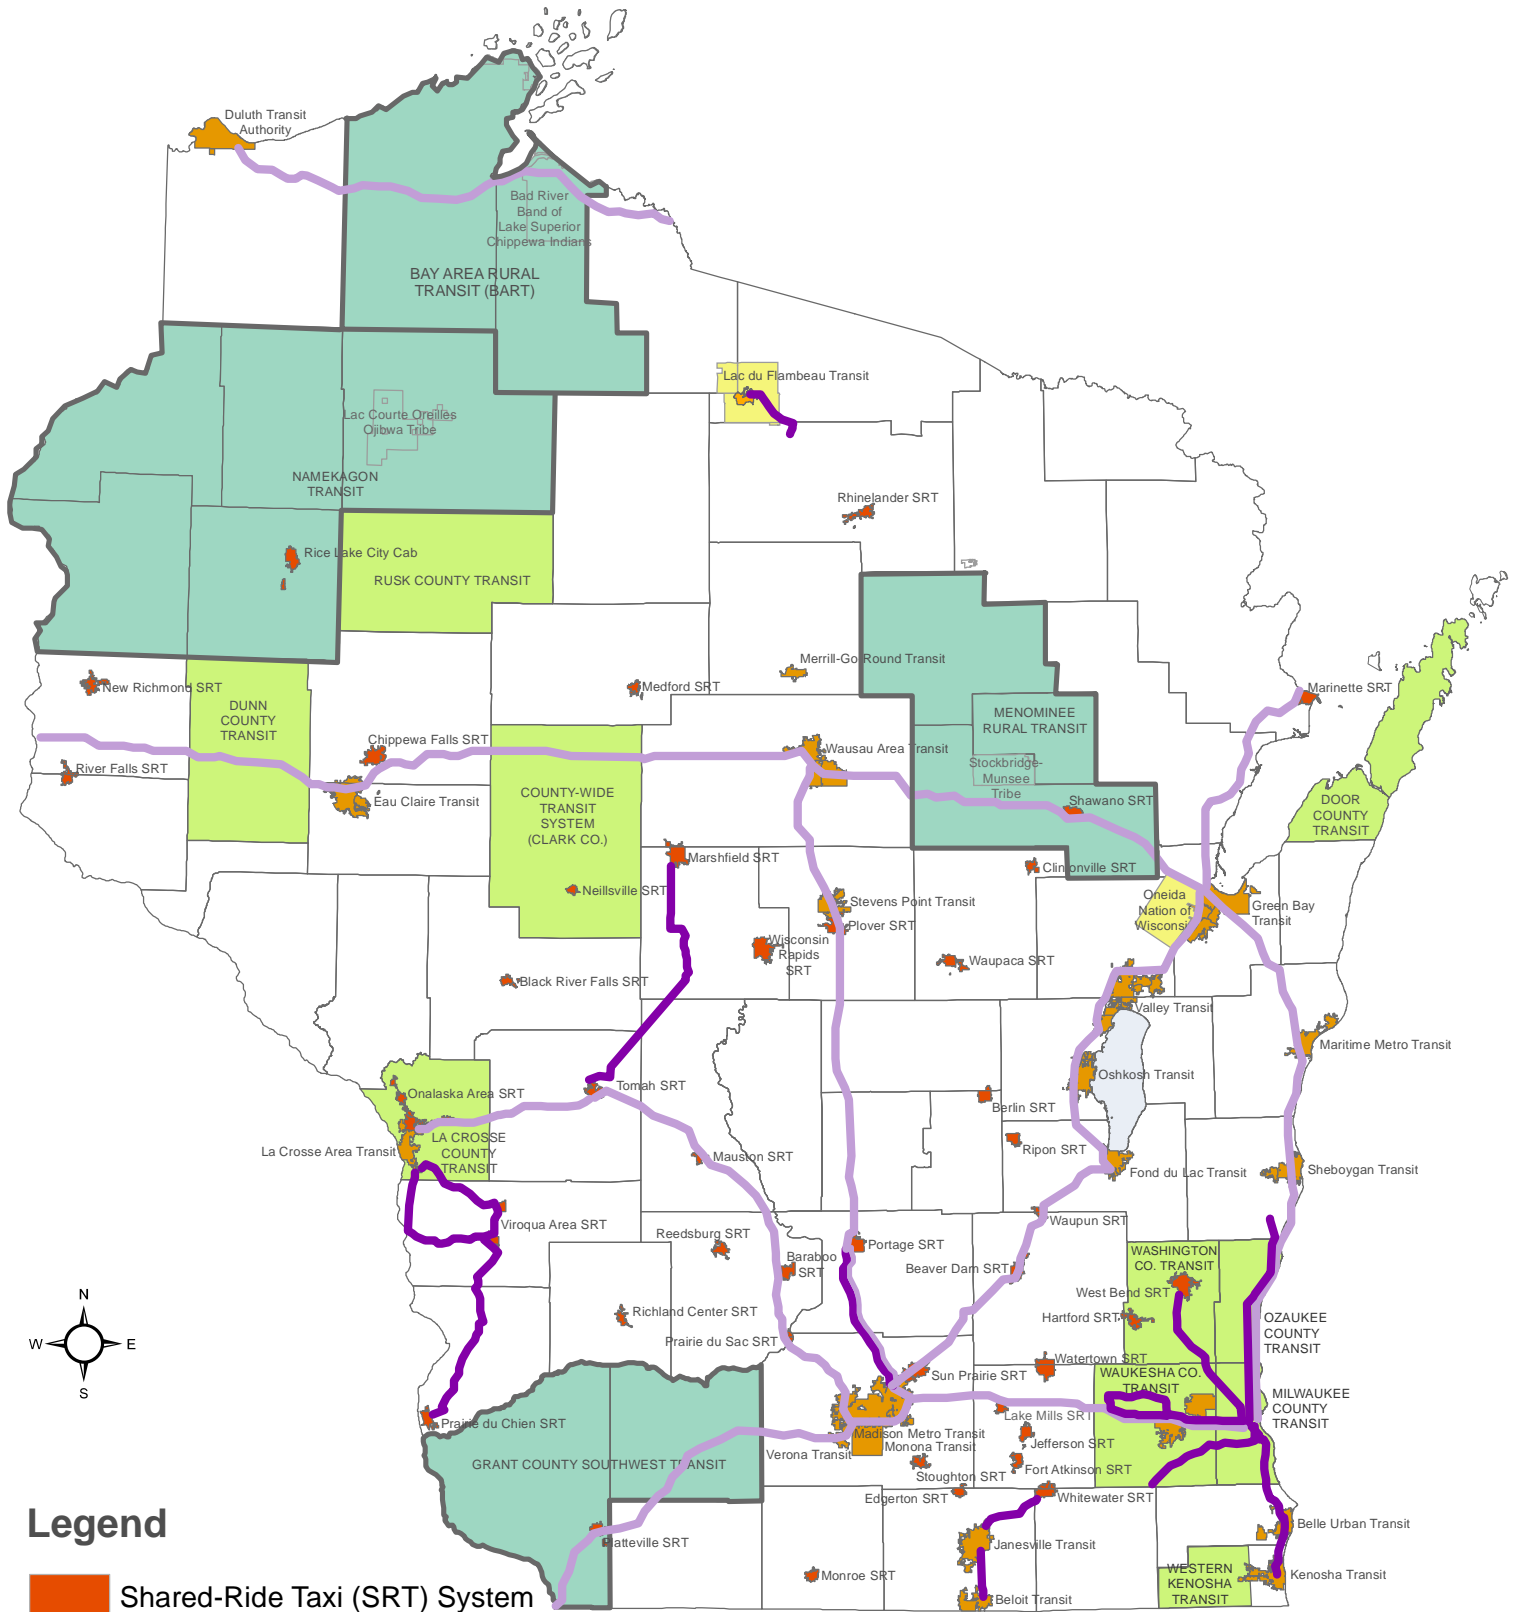 Duluth Transit
Authority
Bad River
Band of
Lake Superior
Chippewa Indians
BAY AREA RURAL
TRANSIT (BART)
Lac du Flambeau Transit
Lac Courte Oreilles
Ojibwa Tribe
NAMEKAGON
TRANSIT
Rhinelander SRT
Rice Lake City Cab
RUSK COUNTY TRANSIT
Merrill-Go-Round Transit
New Richmond SRT
Medford SRT
Marinette SRT
DUNN
COUNTY
TRANSIT
MENOMINEE
RURAL TRANSIT
Chippewa Falls SRT
Wausau Area Transit
River Falls SRT
Stockbridge-
Munsee
Tribe
Eau Claire Transit
COUNTY-WIDE
TRANSIT
SYSTEM
(CLARK CO.)
Shawano SRT
DOOR
COUNTY
TRANSIT
Marshfield SRT
Clintonville SRT
Neillsville SRT
Stevens Point Transit
Plover SRT
Oneida
Nation of
Wisconsi
Green Bay
Transit
Wisconsin
Rapids
SRT
Waupaca SRT
Black River Falls SRT
Valley Transit
Maritime Metro Transit
Onalaska Area SRT
Tomah SRT
Oshkosh Transit
Berlin SRT
La Crosse Area Transit
LA CROSSE
COUNTY
TRANSIT
Mauston SRT
Ripon SRT
Fond du Lac Transit
Sheboygan Transit
Viroqua Area SRT
Waupun SRT
Reedsburg SRT
Portage SRT
Baraboo
SRT
Beaver Dam SRT
WASHINGTON
CO. TRANSIT
West Bend SRT
Richland Center SRT
Hartford SRT
OZAUKEE
COUNTY
TRANSIT
Prairie du Sac SRT
Watertown SRT
Sun Prairie SRT
WAUKESHA CO.
TRANSIT
MILWAUKEE
COUNTY
TRANSIT
Prairie du Chien SRT
Lake Mills SRT
Madison Metro Transit
Monona Transit
Verona Transit
Jefferson SRT
GRANT COUNTY SOUTHWEST TRANSIT
Stoughton SRT
Fort Atkinson SRT
Edgerton SRT
Whitewater SRT
Platteville SRT
Janesville Transit
Belle Urban Transit
Monroe SRT
WESTERN
KENOSHA
TRANSIT
Kenosha Transit
Beloit Transit
N
W
E
S
Legend
Shared-Ride Taxi (SRT) System